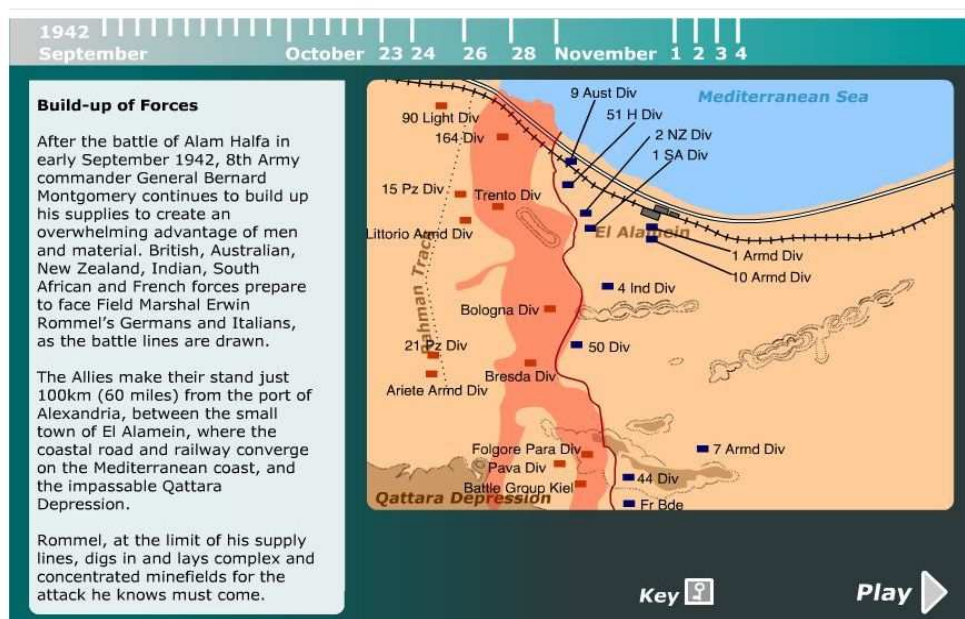 1942
September
October
23
24
26
28
November
1
2
3
4
Build-up of Forces
After the battle of Alam Halfa in
early September 1942, 8th Army
commander General Bernard
Montgomery continues to build up
his supplies to create an
overwhelming advantage of men
and material. British, Australian,
New Zealand, Indian, South
African and French forces prepare
to face Field Marshal Erwin
Rommel's Germans and Italians,
as the battle lines are drawn.
The Allies make their stand just
100km (60 miles) from the port of
Alexandria, between the small
town of El Alamein, where the
coastal road and railway converge
on the Mediterranean coast, and
the impassable Qattara
Depression.
Rommel, at the limit of his supply
lines, digs in and lays complex and
concentrated minefields for the
attack he knows must come.
9 Aust Div
Mediterranean Sea
51 H Div
90 Light Div
2 NZ Div
164 Div
1 SA Div
15 Pz Div
Trento Div
Littorio Armd Div
El Alamein
1 Armd Div
10 Armd Div
Rahman Track
4 Ind Div
Bologna Div
21 Pz Div
50 Div
Bresda Div
Ariete Armd Div
Folgore Para Div
7 Armd Div
Pava Div
44 Div
Battle Group Kiel
Qattara Depression
Fr Bde
Key
Play